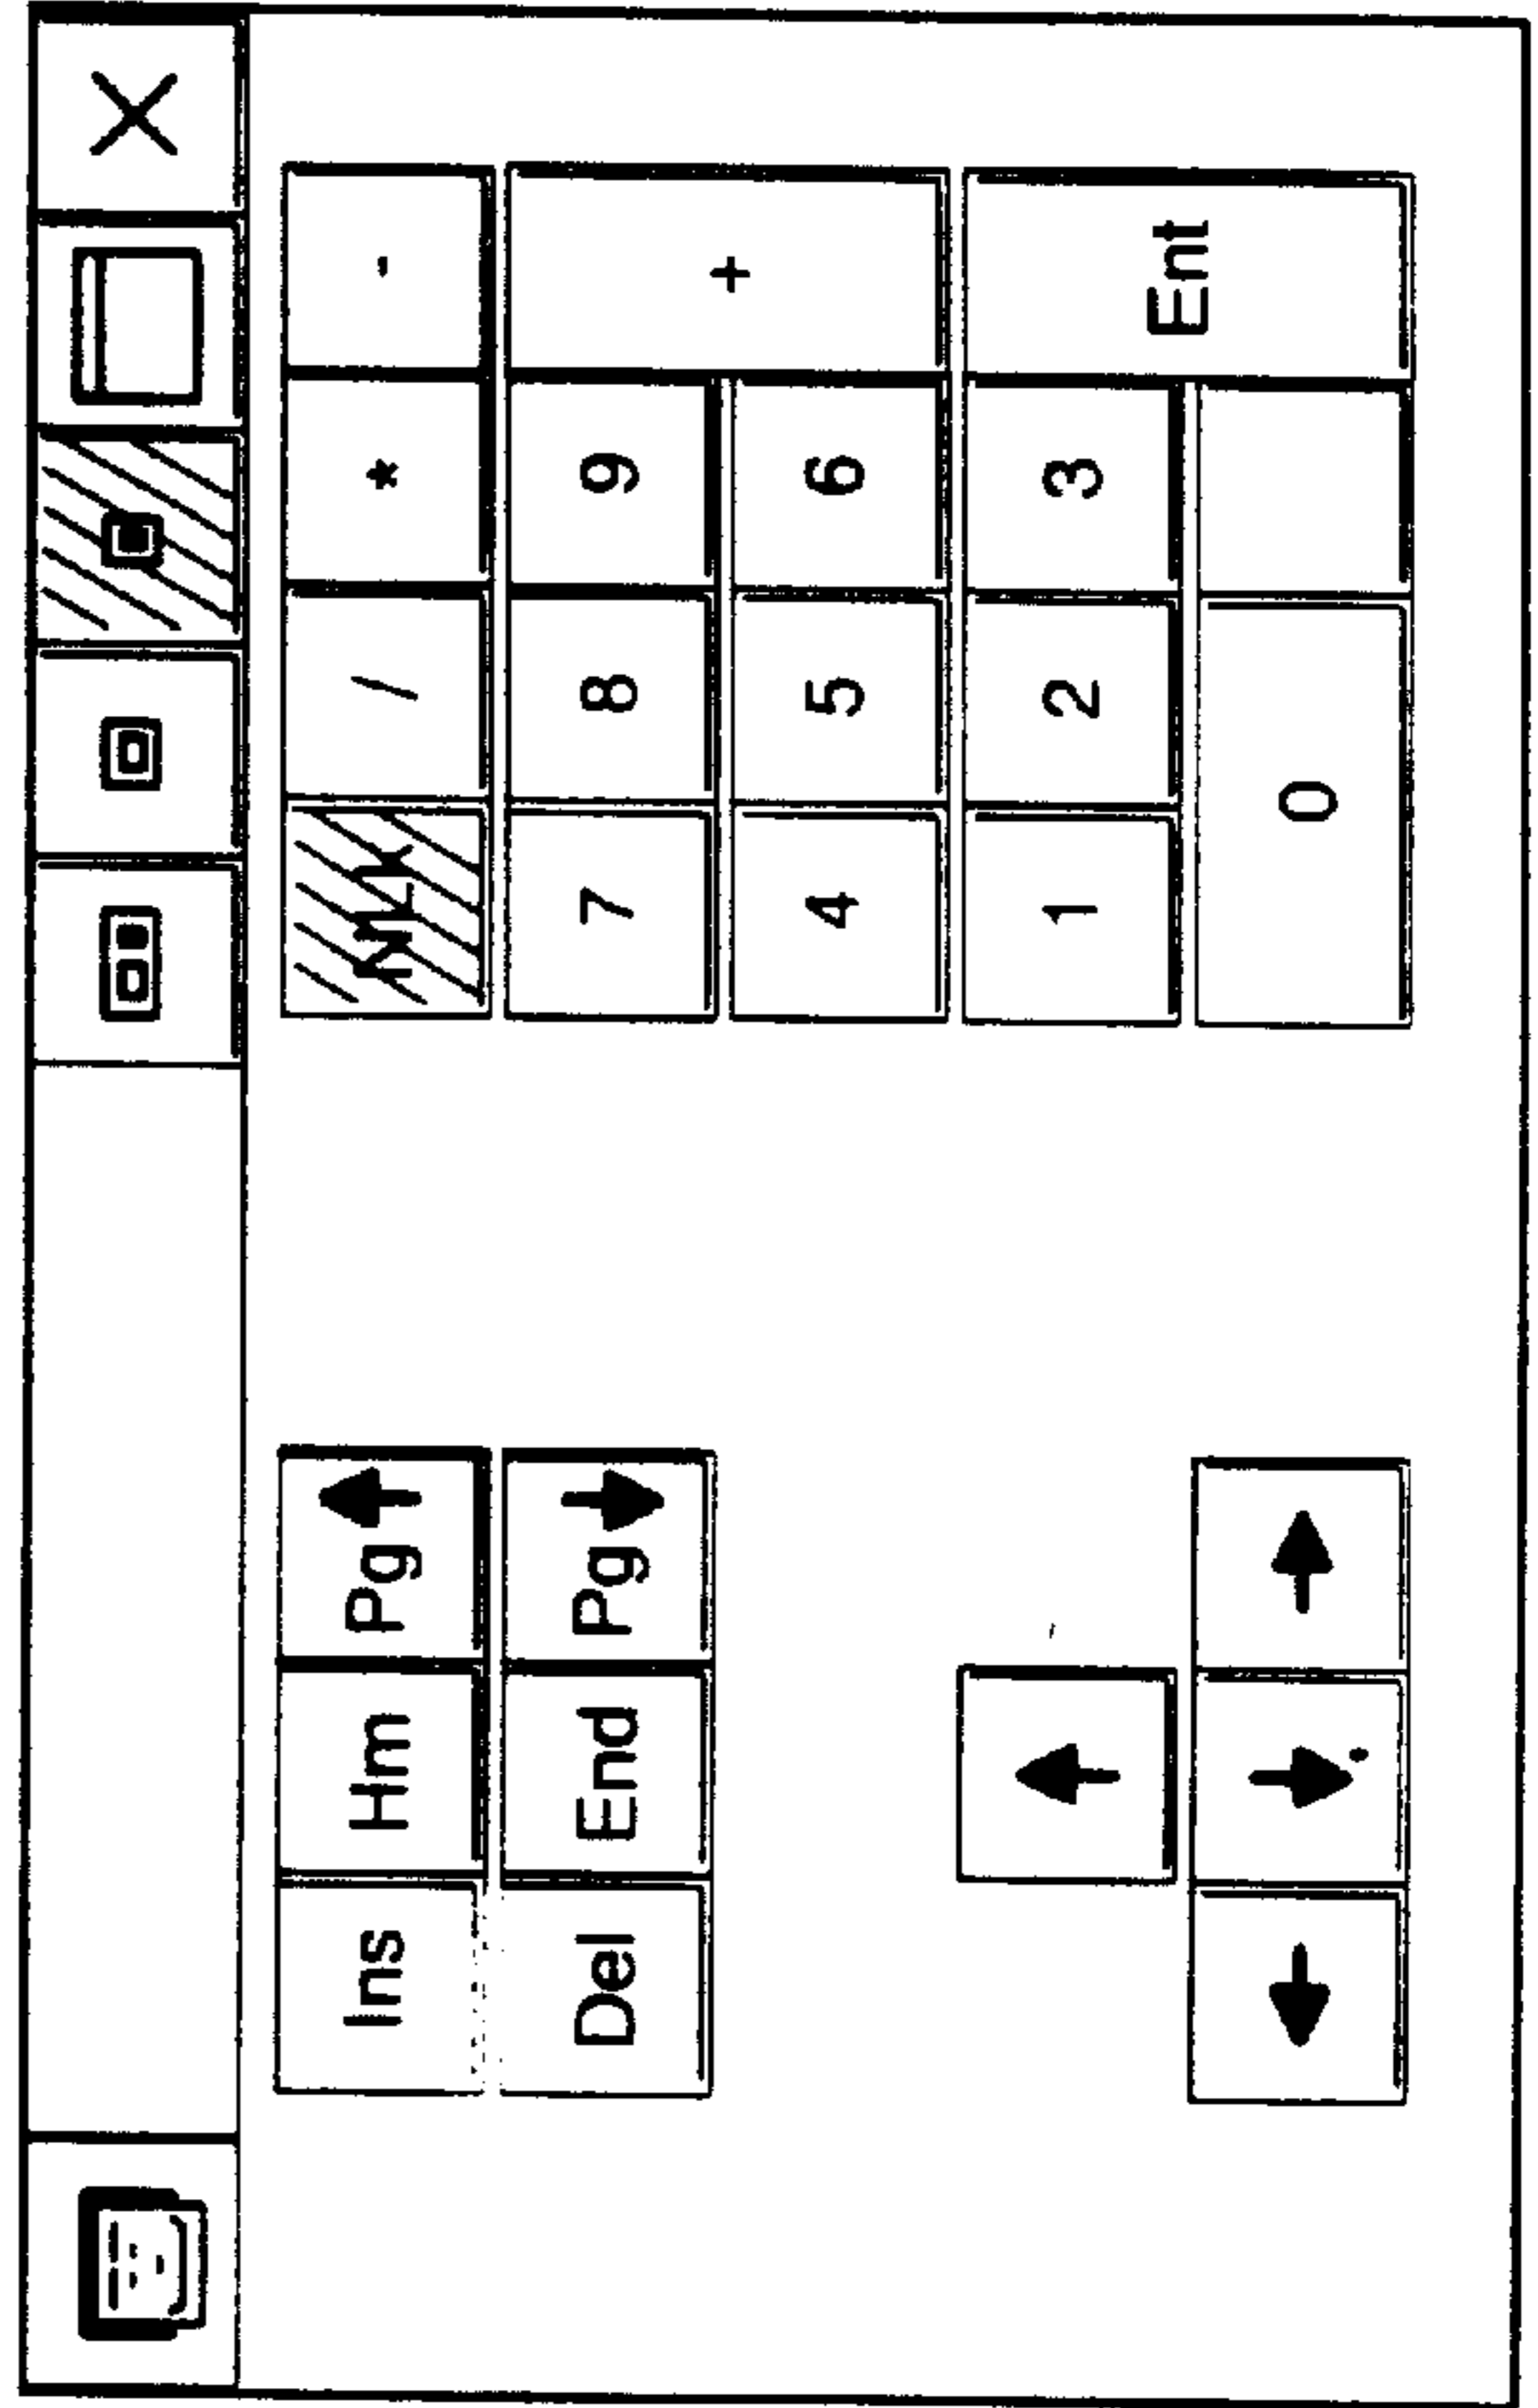 Ins Hm Pg↑ NLk / * -
Del End Pg↓ 7 8 9 +
4 5 6
↑ 1 2 3 Ent
← ↓ → 0